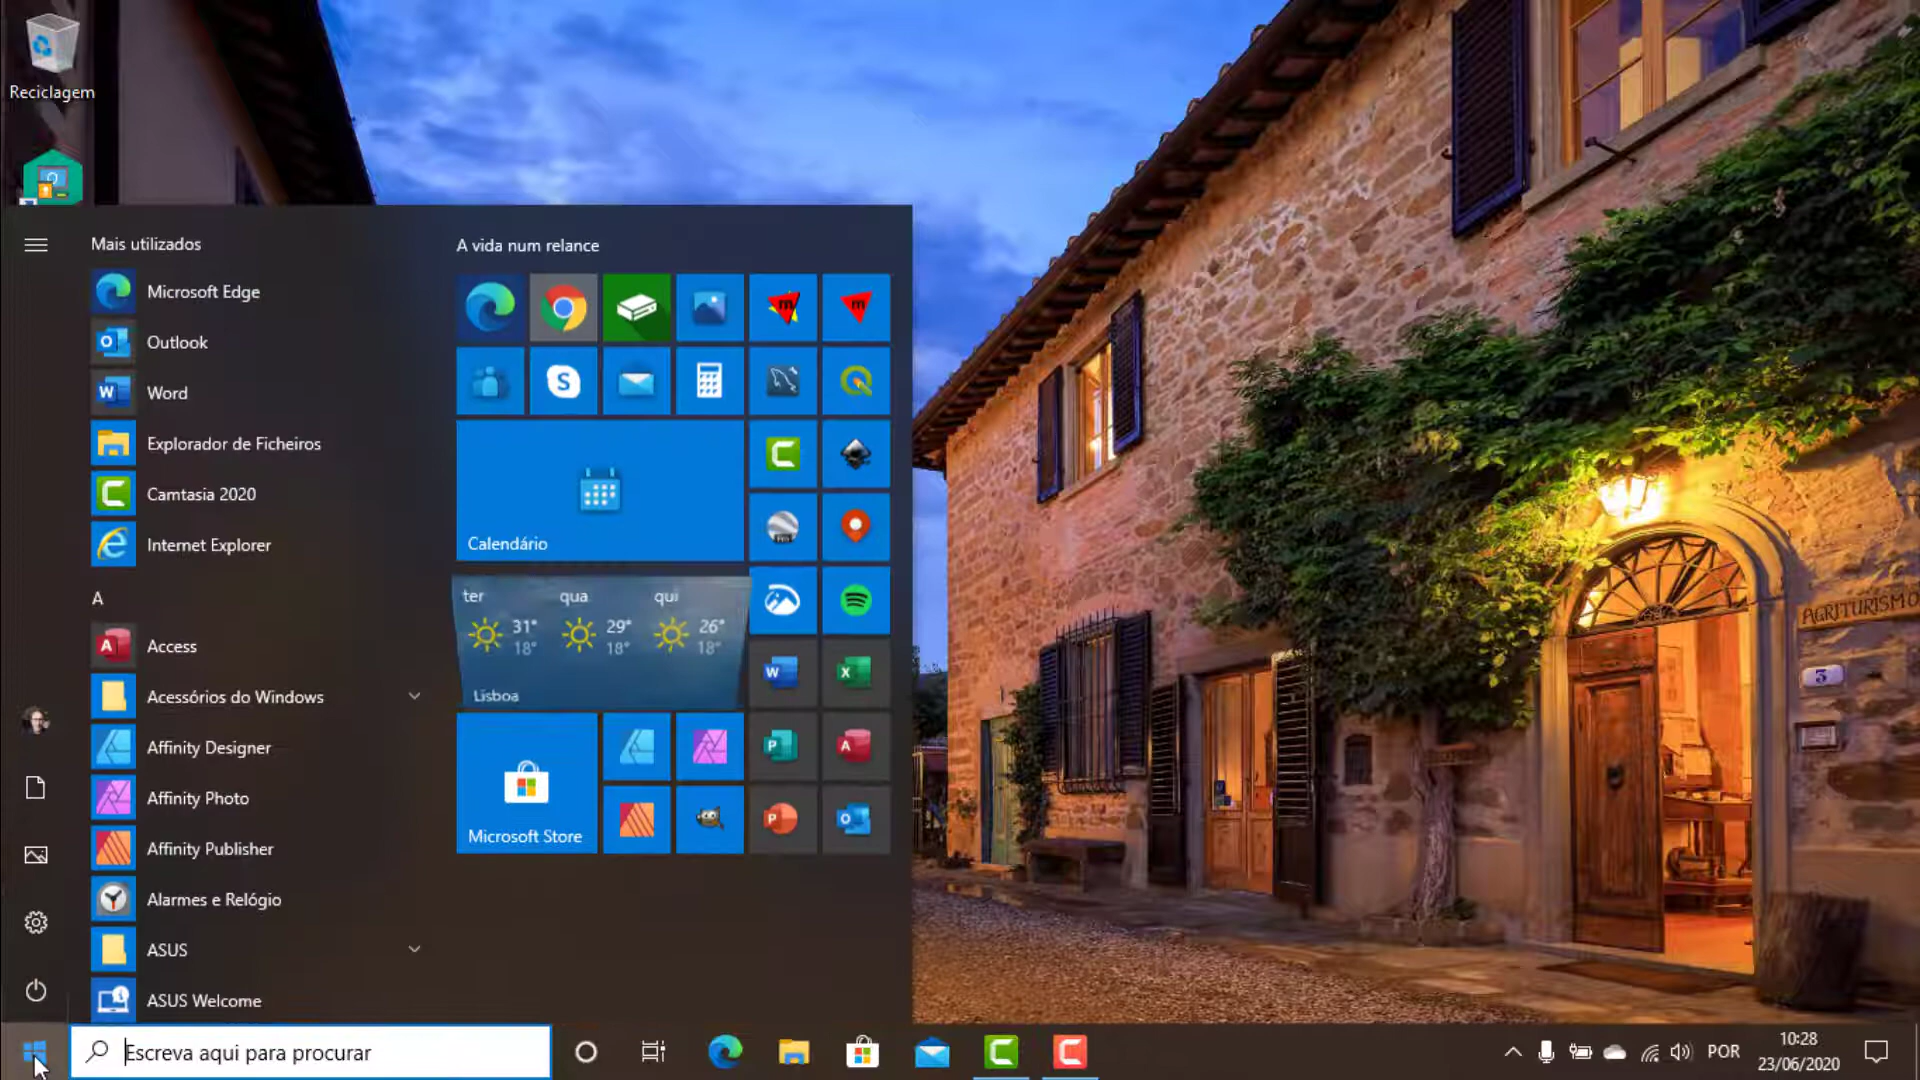 Reciclagem
Mais utilizados
Microsoft Edge
Outlook
Word
Explorador de Ficheiros
Camtasia 2020
Internet Explorer
A
Access
Acessórios do Windows
Affinity Designer
Affinity Photo
Affinity Publisher
Alarmes e Relógio
ASUS
ASUS Welcome
A vida num relance
Calendário
ter qua qui
31° 29° 26°
18° 18° 18°
Lisboa
Microsoft Store
AGRITURISMO
3
Escreva aqui para procurar
POR
10:28
23/06/2020